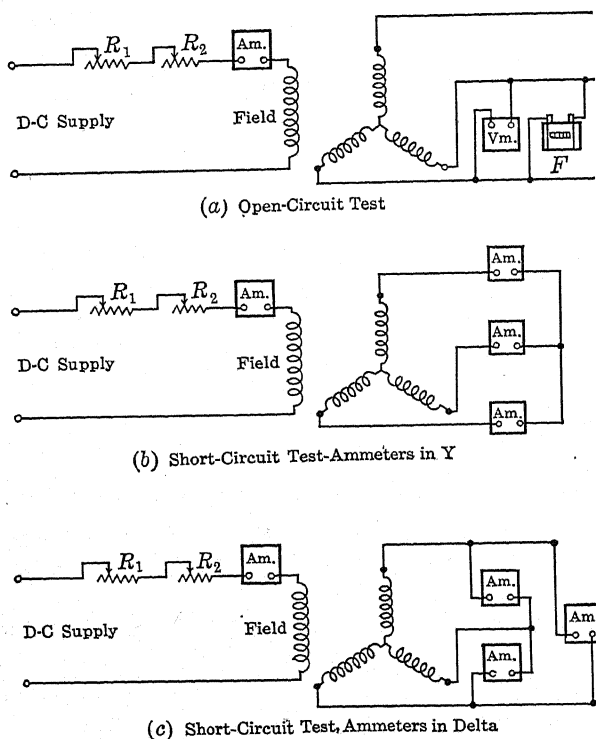 R1 R2 Am.
D-C Supply Field Vm. F
(a) Open-Circuit Test
R1 R2 Am. Am.
Am.
D-C Supply Field
Am.
(b) Short-Circuit Test-Ammeters in Y
R1 R2 Am. Am.
Am
D-C Supply Field
Am.
(c) Short-Circuit Test, Ammeters in Delta